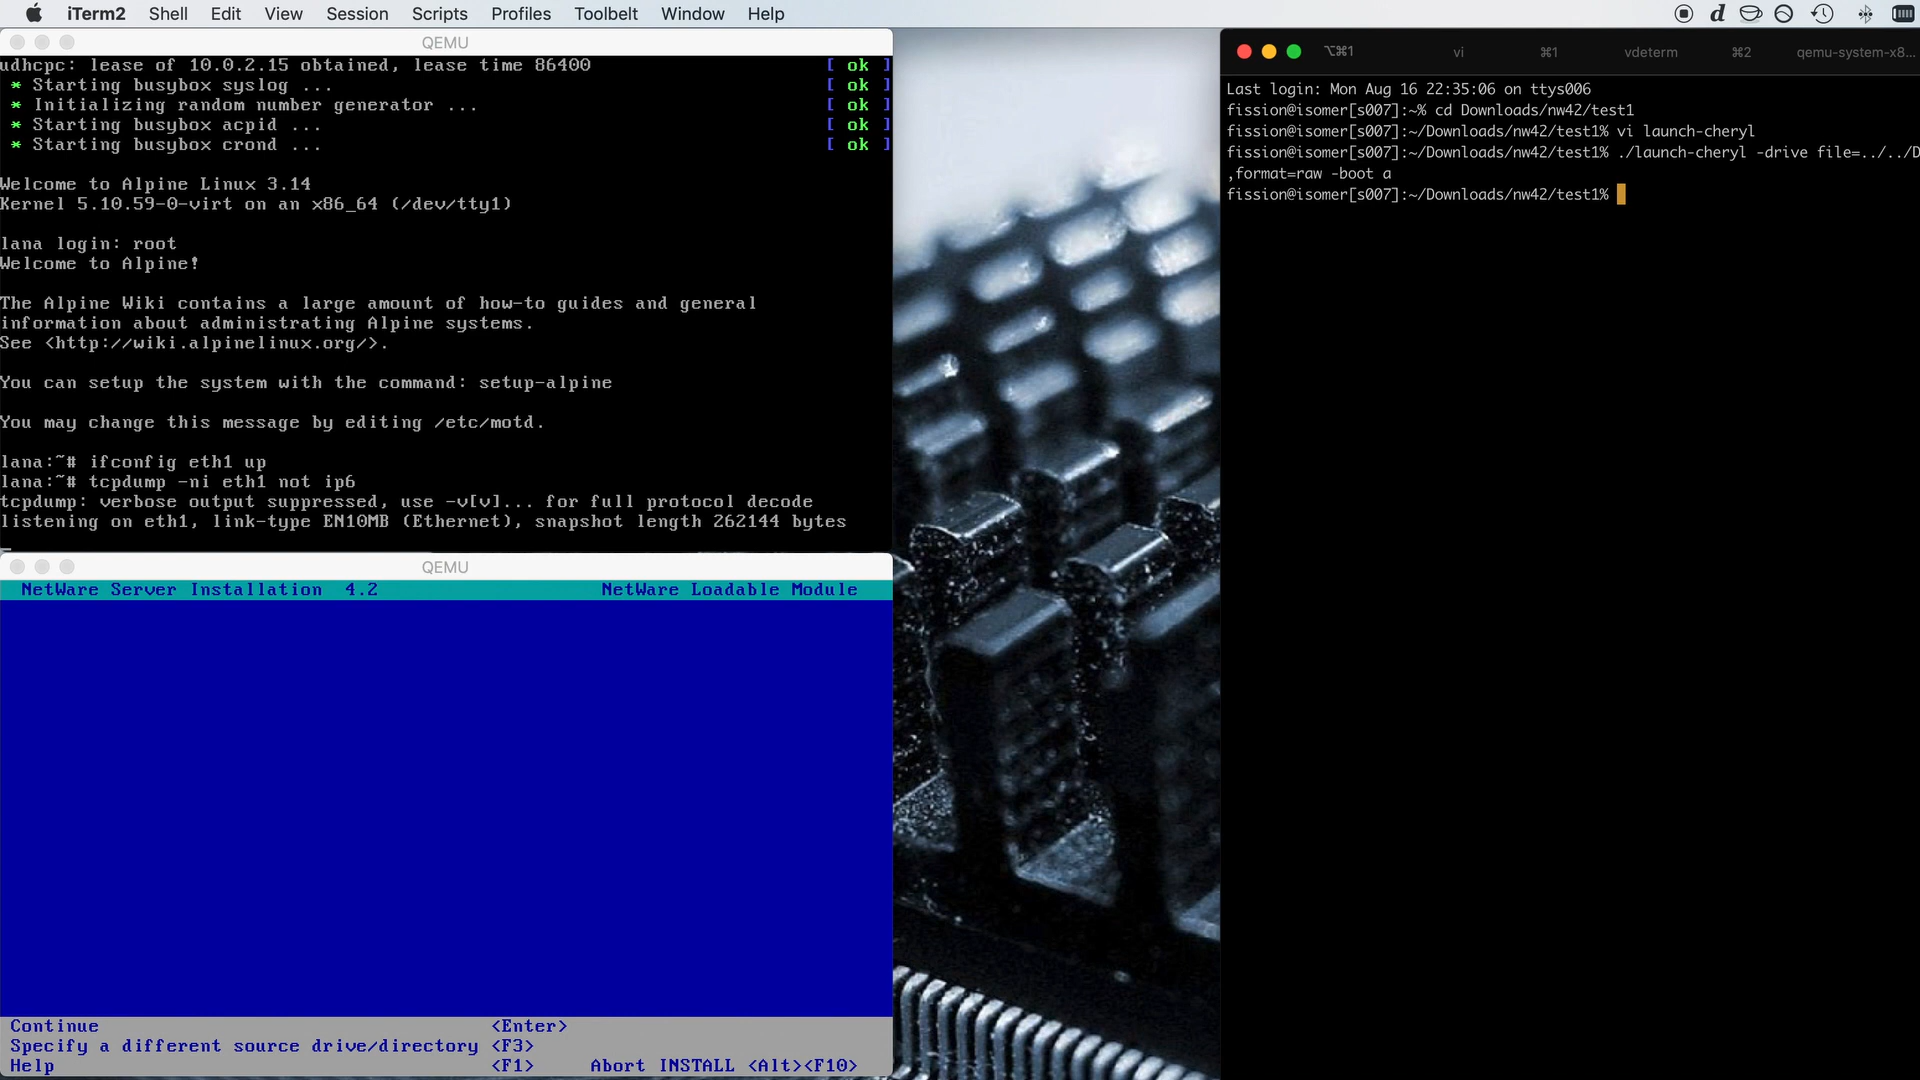 iTerm2 Shell Edit View Session Scripts Profiles Toolbelt Window Help
QEMU
udhcpc: lease of 10.0.2.15 obtained, lease time 86400 [ ok ]
* Starting busybox syslog ... [ ok ]
* Initializing random number generator ... [ ok ]
* Starting busybox acpid ... [ ok ]
* Starting busybox crond ... [ ok ]
Welcome to Alpine Linux 3.14
Kernel 5.10.59-0-virt on an x86_64 (/dev/tty1)
lana login: root
Welcome to Alpine!
The Alpine Wiki contains a large amount of how-to guides and general
information about administrating Alpine systems.
See <http://wiki.alpinelinux.org/>.
You can setup the system with the command: setup-alpine
You may change this message by editing /etc/motd.
lana:~# ifconfig eth1 up
lana:~# tcpdump -ni eth1 not ip6
tcpdump: verbose output suppressed, use -v[v]... for full protocol decode
listening on eth1, link-type EN10MB (Ethernet), snapshot length 262144 bytes
QEMU
NetWare Server Installation 4.2 NetWare Loadable Module
Continue <Enter>
Specify a different source drive/directory <F3>
Help <F1> Abort INSTALL <Alt><F10>
⌥⌘1 vi ⌘1 vdeterm ⌘2 qemu-system-x8...
Last login: Mon Aug 16 22:35:06 on ttys006
fission@isomer[s007]:~% cd Downloads/nw42/test1
fission@isomer[s007]:~/Downloads/nw42/test1% vi launch-cheryl
fission@isomer[s007]:~/Downloads/nw42/test1% ./launch-cheryl -drive file=../../D
,format=raw -boot a
fission@isomer[s007]:~/Downloads/nw42/test1%